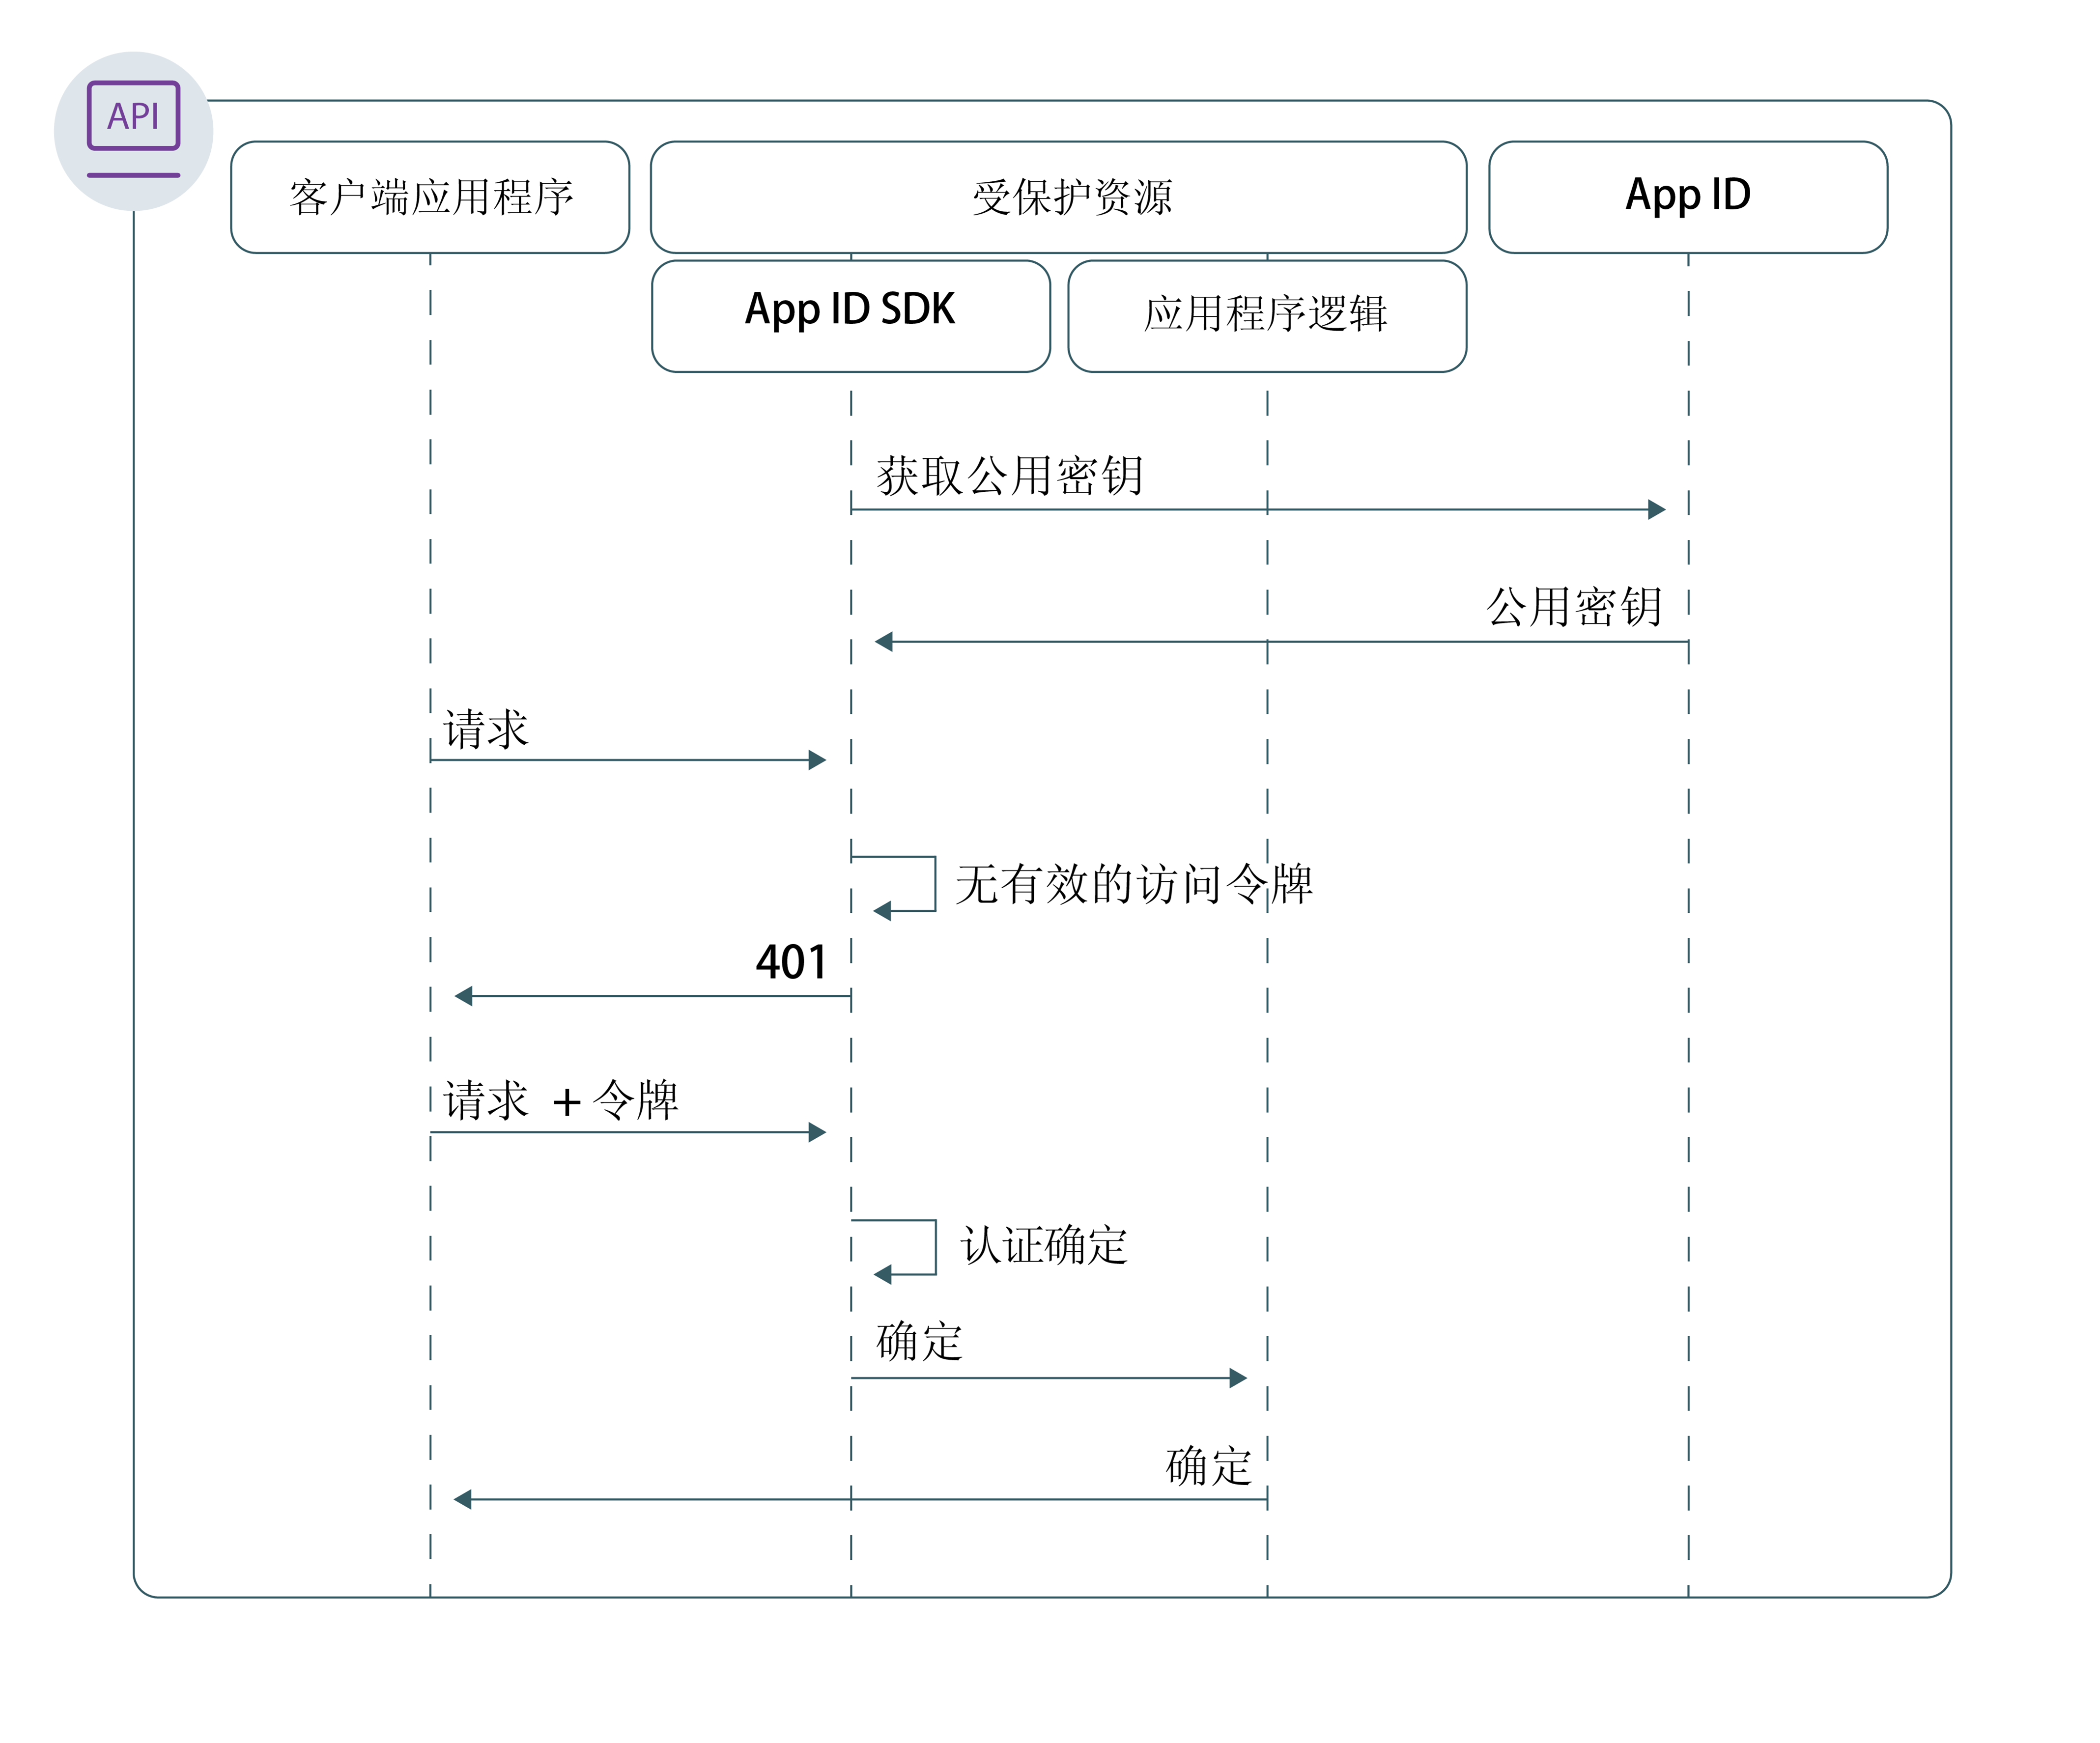 API
客户端应用程序
受保护资源
App ID
App ID SDK
应用程序逻辑
获取公用密钥
公用密钥
请求
无有效的访问令牌
401
请求 + 令牌
认证确定
确定
确定